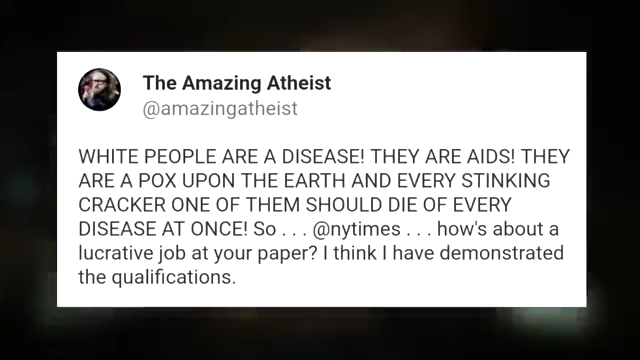 The Amazing Atheist
@amazingatheist
WHITE PEOPLE ARE A DISEASE! THEY ARE AIDS! THEY
ARE A POX UPON THE EARTH AND EVERY STINKING
CRACKER ONE OF THEM SHOULD DIE OF EVERY
DISEASE AT ONCE! So . . . @nytimes . . . how's about a
lucrative job at your paper? I think I have demonstrated
the qualifications.